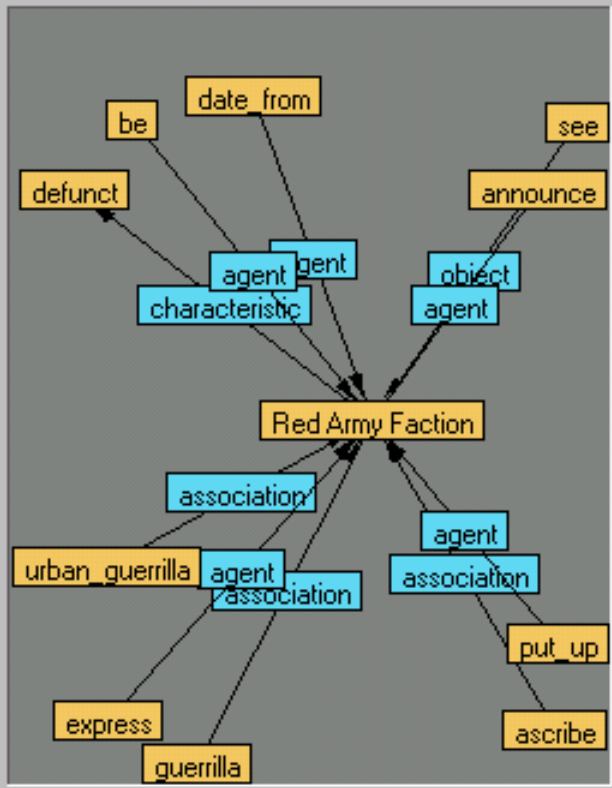 date_from
be
see
defunct
announce
agent
agent
object
characteristic
agent
Red Army Faction
association
agent
urban_guerrilla
agent
association
association
put_up
express
ascribe
guerrilla